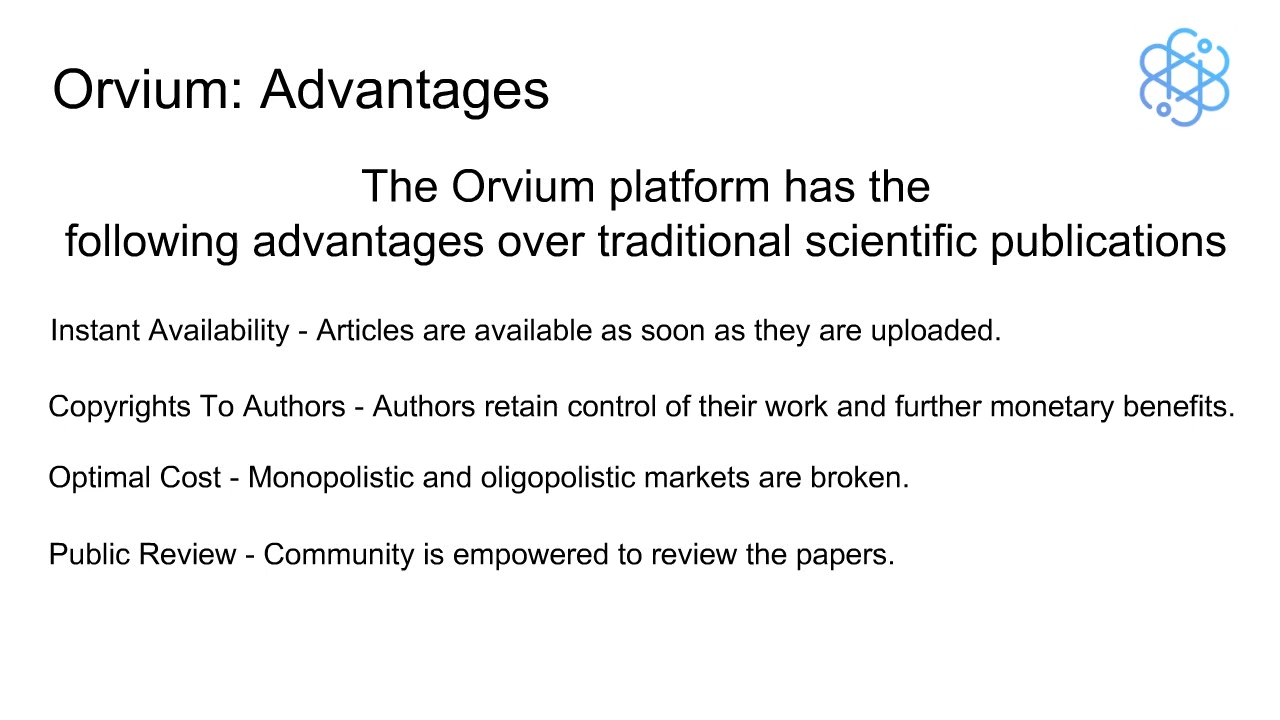 Orvium: Advantages
The Orvium platform has the
following advantages over traditional scientific publications
Instant Availability - Articles are available as soon as they are uploaded.
Copyrights To Authors - Authors retain control of their work and further monetary benefits.
Optimal Cost - Monopolistic and oligopolistic markets are broken.
Public Review - Community is empowered to review the papers.